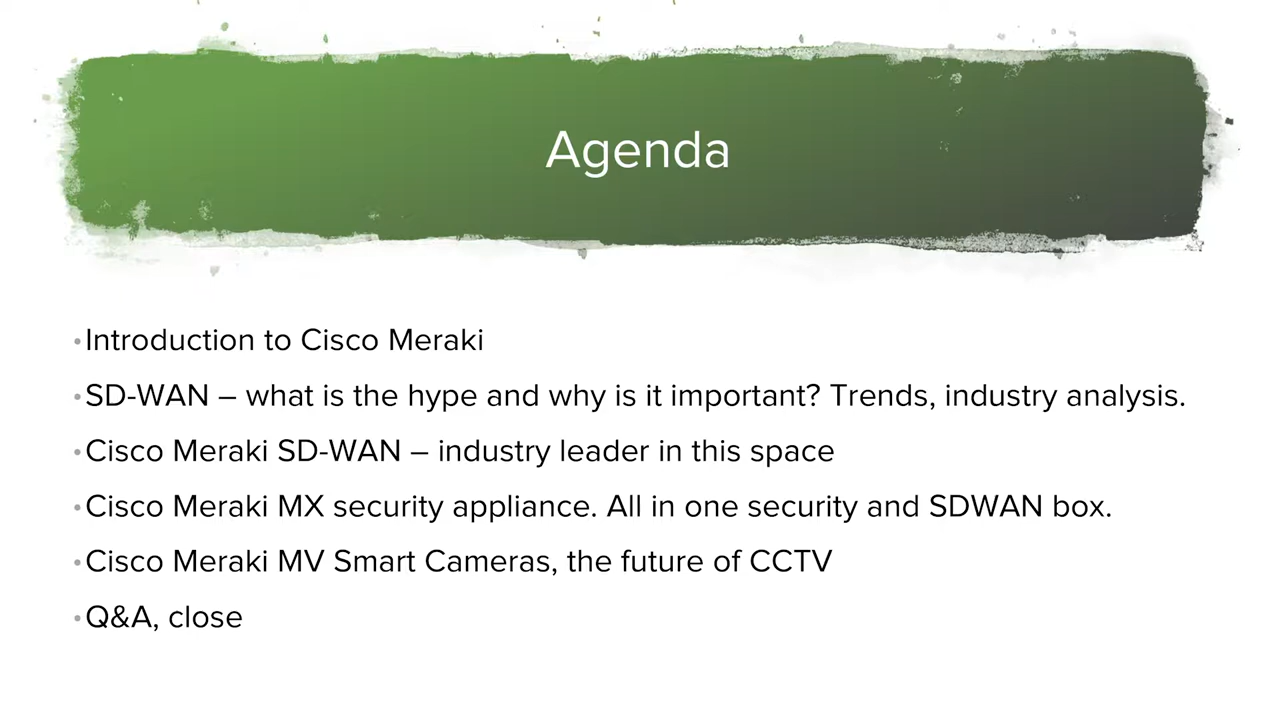 Agenda
•Introduction to Cisco Meraki
•SD-WAN – what is the hype and why is it important? Trends, industry analysis.
•Cisco Meraki SD-WAN – industry leader in this space
•Cisco Meraki MX security appliance. All in one security and SDWAN box.
•Cisco Meraki MV Smart Cameras, the future of CCTV
•Q&A, close